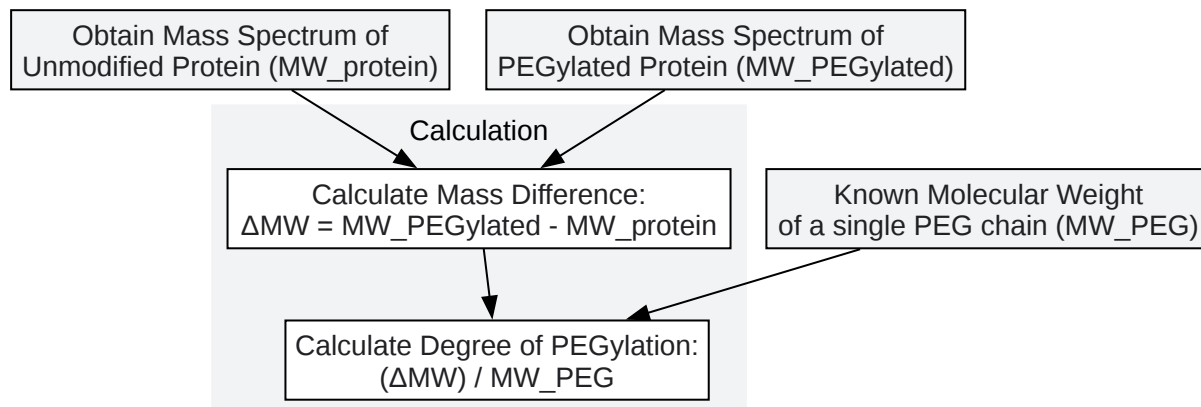 Obtain Mass Spectrum of
Unmodified Protein (MW_protein)
Obtain Mass Spectrum of
PEGylated Protein (MW_PEGylated)
Calculation
Calculate Mass Difference:
ΔMW = MW_PEGylated - MW_protein
Known Molecular Weight
of a single PEG chain (MW_PEG)
Calculate Degree of PEGylation:
(ΔMW) / MW_PEG